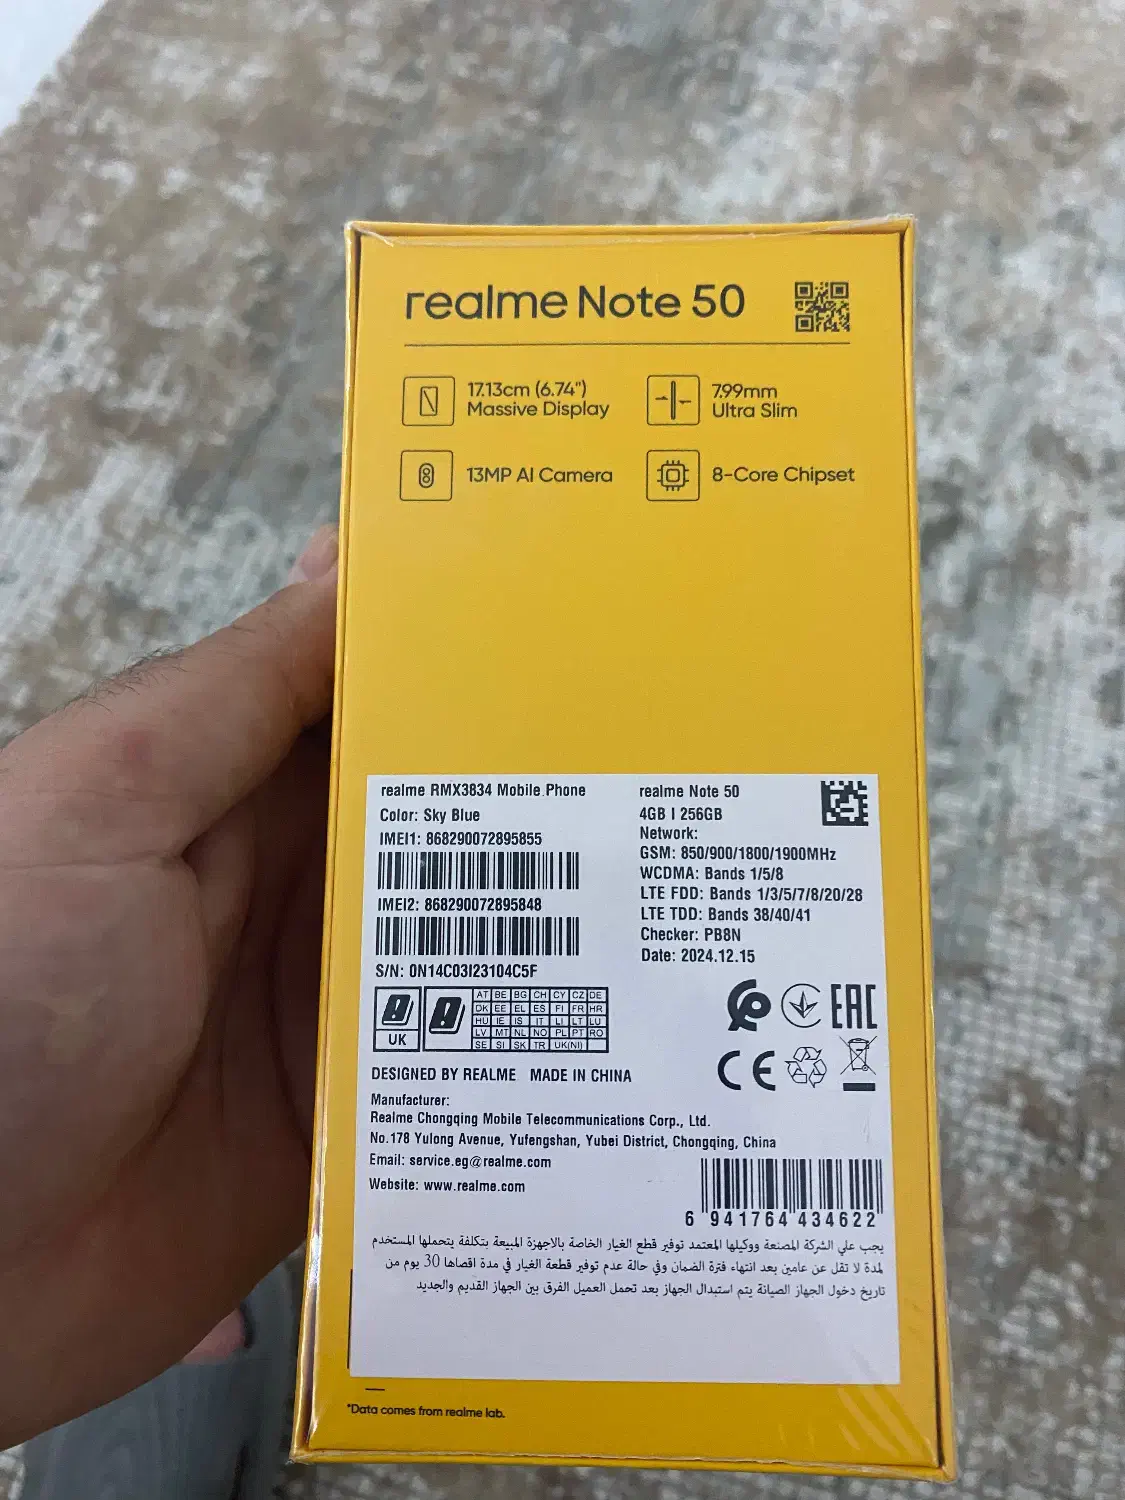 realme Note 50
17.13cm (6.74")
Massive Display
7.99mm
Ultra Slim
13MP AI Camera
8-Core Chipset
realme RMX3834 Mobile Phone
Color: Sky Blue
IMEI1: 868290072895855
IMEI2: 868290072895848
S/N: 0N14C03I23104C5F
realme Note 50
4GB | 256GB
Network:
GSM: 850/900/1800/1900MHz
WCDMA: Bands 1/5/8
LTE FDD: Bands 1/3/5/7/8/20/28
LTE TDD: Bands 38/40/41
Checker: PB8N
Date: 2024.12.15
UK
AT BE BG CH CY CZ DE
DK EE EL ES FI FR HR
HU IE IS IT LI LT LU
LV MT NL NO PL PT RO
SE SI SK TR UK(NI)
EAC
CE
DESIGNED BY REALME MADE IN CHINA
Manufacturer:
Realme Chongqing Mobile Telecommunications Corp., Ltd.
No.178 Yulong Avenue, Yufengshan, Yubei District, Chongqing, China
Email: service.eg@realme.com
Website: www.realme.com
6 941764 434622
يجب علي الشركة المصنعة ووكيلها المعتمد توفير قطع الغيار الخاصة بالاجهزة المبيعة بتكلفة يتحملها المستخدم
لمدة لا تقل عن عامين بعد انتهاء فترة الضمان وفي حالة عدم توفير قطعة الغيار في مدة اقصاها 30 يوم من
تاريخ دخول الجهاز الصيانة يتم استبدال الجهاز بعد تحمل العميل الفرق بين الجهاز القديم والجديد
*Data comes from realme lab.